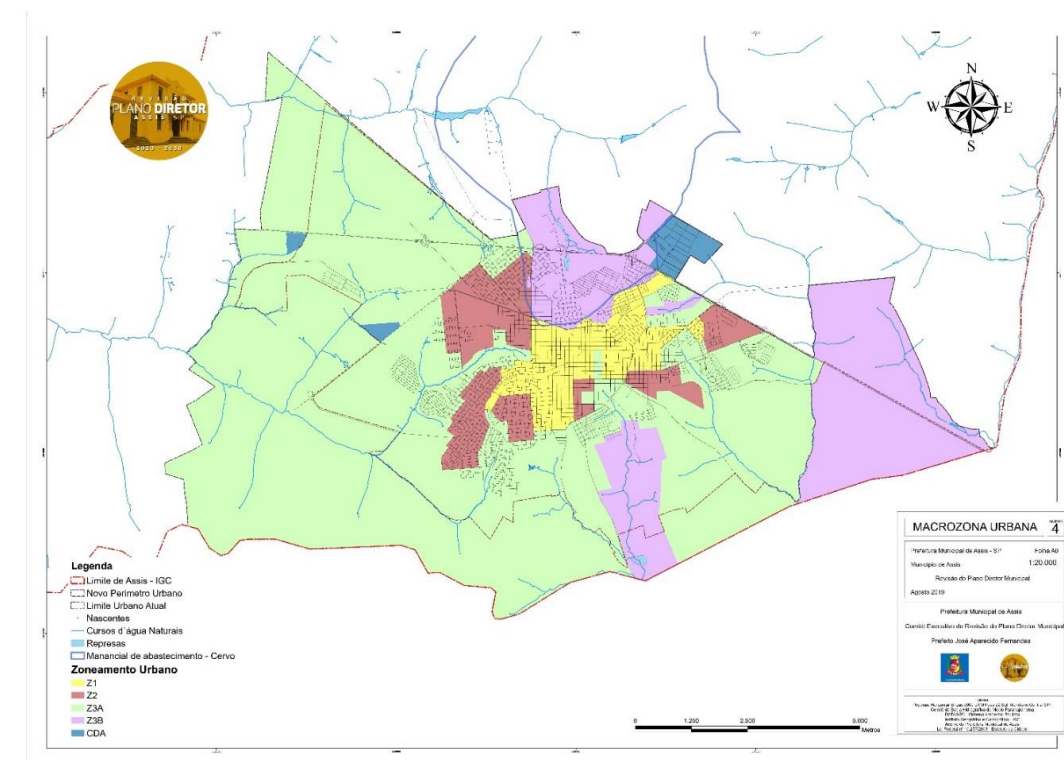 REVISÃO
PLANO DIRETOR
ASSIS SP
N
W E
S
MACROZONA URBANA 4
Prefeitura Municipal de Assis - SP Folha A0
Município de Assis 1:20.000
Revisão do Plano Diretor Municipal
Agosto 2019
Prefeitura Municipal de Assis
Comitê Executivo de Revisão do Plano Diretor Municipal
Prefeito José Aparecido Fernandes
Legenda
Limite de Assis - IGC
Novo Perímetro Urbano
Limite Urbano Atual
Nascentes
Cursos d´água Naturais
Represas
Manancial de abastecimento - Cervo
Zoneamento Urbano
Z1
Z2
Z3A
Z3B
CDA
0 1.250 2.500 5.000
Metros